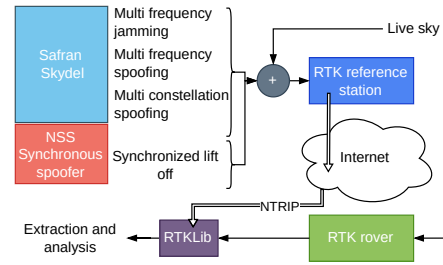 Safran
Skydel
Multi frequency
jamming
Multi frequency
spoofing
Multi constellation
spoofing
NSS
Synchronous
spoofer
Synchronized lift
off
+
Live sky
RTK reference
station
Internet
NTRIP
Extraction and
analysis
RTKLib
RTK rover